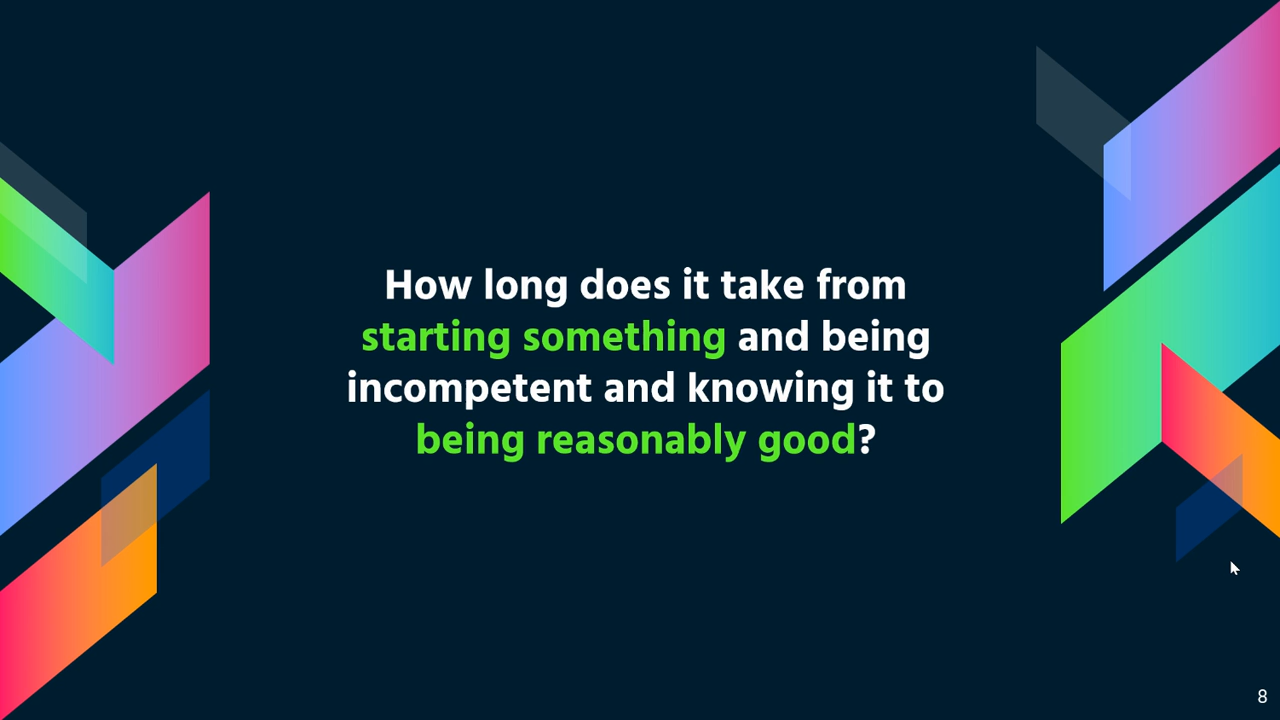 How long does it take from
starting something and being
incompetent and knowing it to
being reasonably good?
8